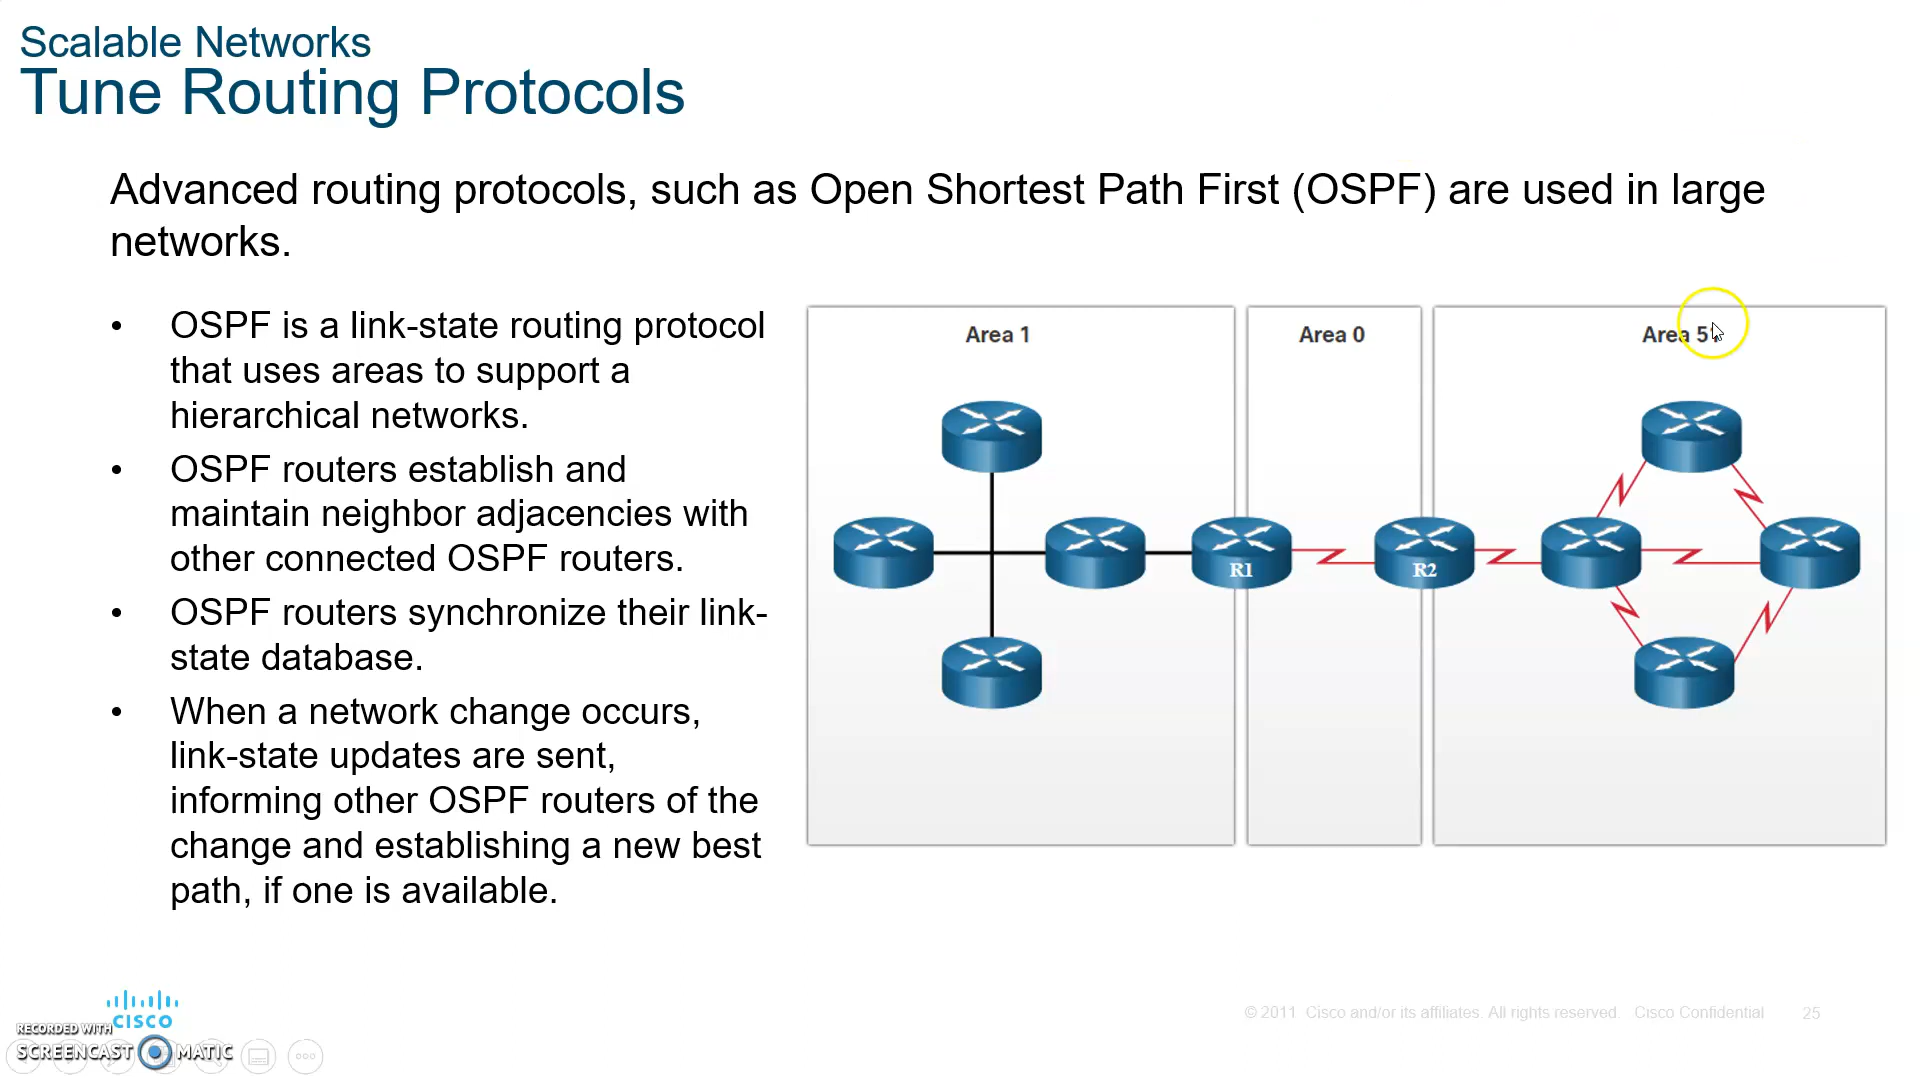 Scalable Networks
Tune Routing Protocols
Advanced routing protocols, such as Open Shortest Path First (OSPF) are used in large
networks.
• OSPF is a link-state routing protocol
that uses areas to support a
hierarchical networks.
• OSPF routers establish and
maintain neighbor adjacencies with
other connected OSPF routers.
• OSPF routers synchronize their link-
state database.
• When a network change occurs,
link-state updates are sent,
informing other OSPF routers of the
change and establishing a new best
path, if one is available.
Area 1
Area 0
Area 5
R1
R2
CISCO
© 2011 Cisco and/or its affiliates. All rights reserved. Cisco Confidential 25
RECORDED WITH
SCREENCAST MATIC